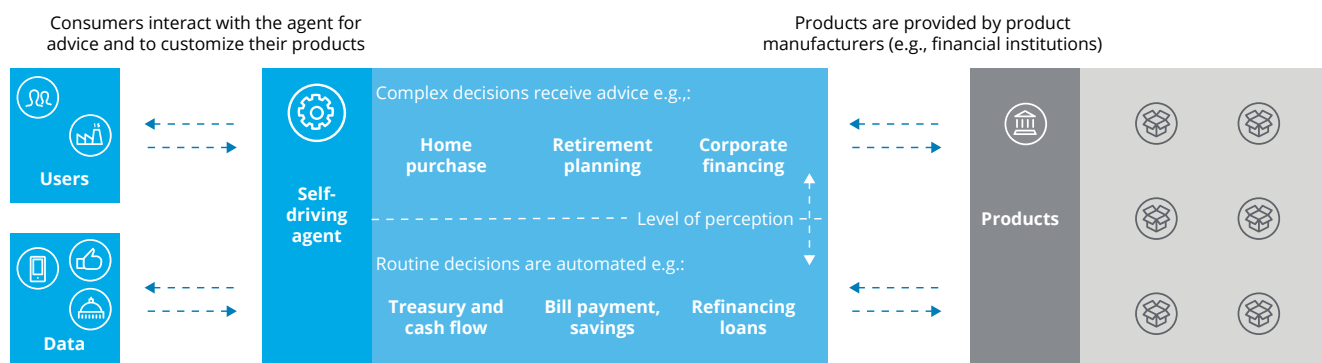 Consumers interact with the agent for
advice and to customize their products
Products are provided by product
manufacturers (e.g., financial institutions)
Users
Data
Self-
driving
agent
Complex decisions receive advice e.g.,:
Home
purchase
Retirement
planning
Corporate
financing
Level of perception
Routine decisions are automated e.g.:
Treasury and
cash flow
Bill payment,
savings
Refinancing
loans
Products